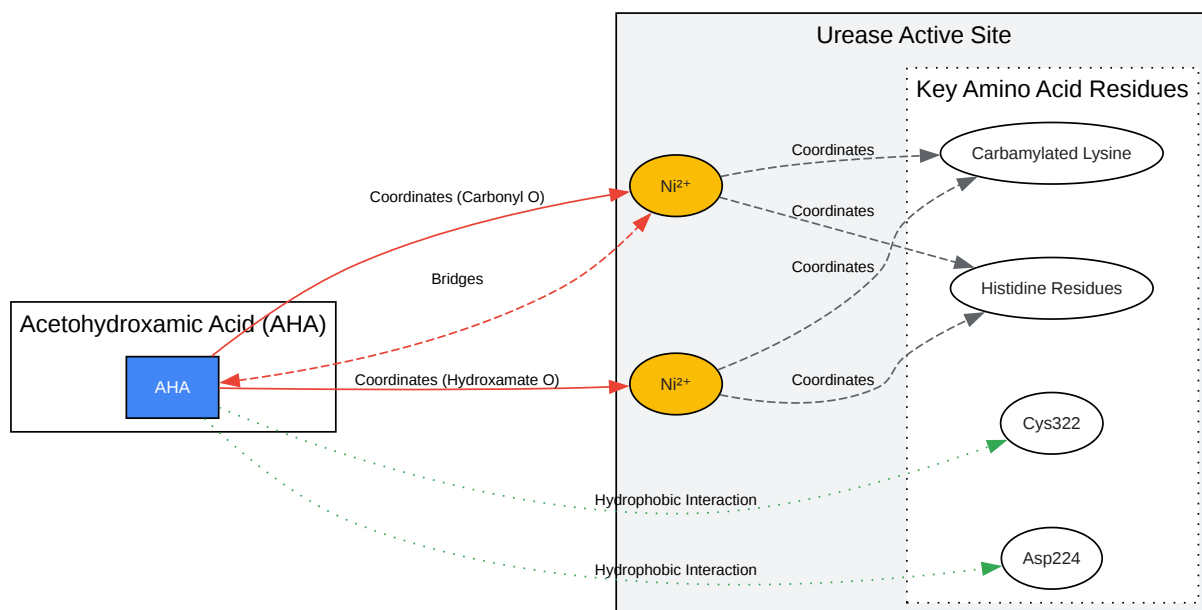 Urease Active Site
Key Amino Acid Residues
Coordinates
Carbamylated Lysine
Ni²⁺
Coordinates (Carbonyl O)
Coordinates
Bridges
Coordinates
Histidine Residues
Acetohydroxamic Acid (AHA)
AHA
Coordinates (Hydroxamate O)
Ni²⁺
Coordinates
Cys322
Hydrophobic Interaction
Asp224
Hydrophobic Interaction